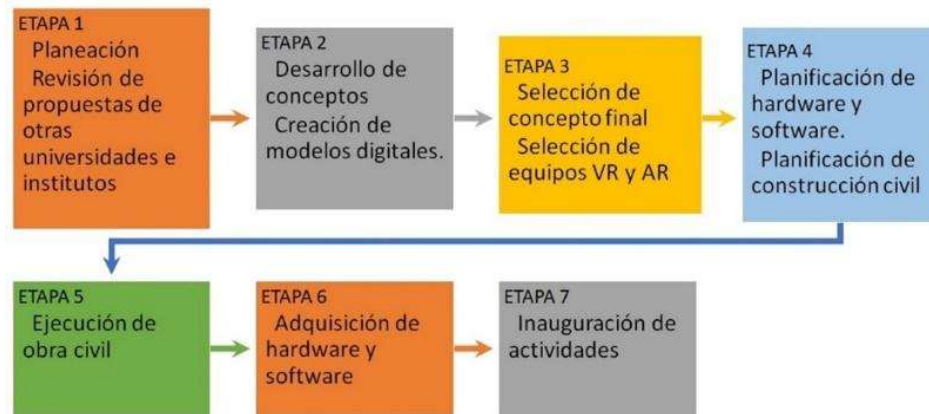 ETAPA 1
Planeación
Revisión de
propuestas de
otras
universidades e
institutos
ETAPA 2
Desarrollo de
conceptos
Creación de
modelos digitales.
ETAPA 3
Selección de
concepto final
Selección de
equipos VR y AR
ETAPA 4
Planificación de
hardware y
software.
Planificación de
construcción civil
ETAPA 5
Ejecución de
obra civil
ETAPA 6
Adquisición de
hardware y
software
ETAPA 7
Inauguración de
actividades